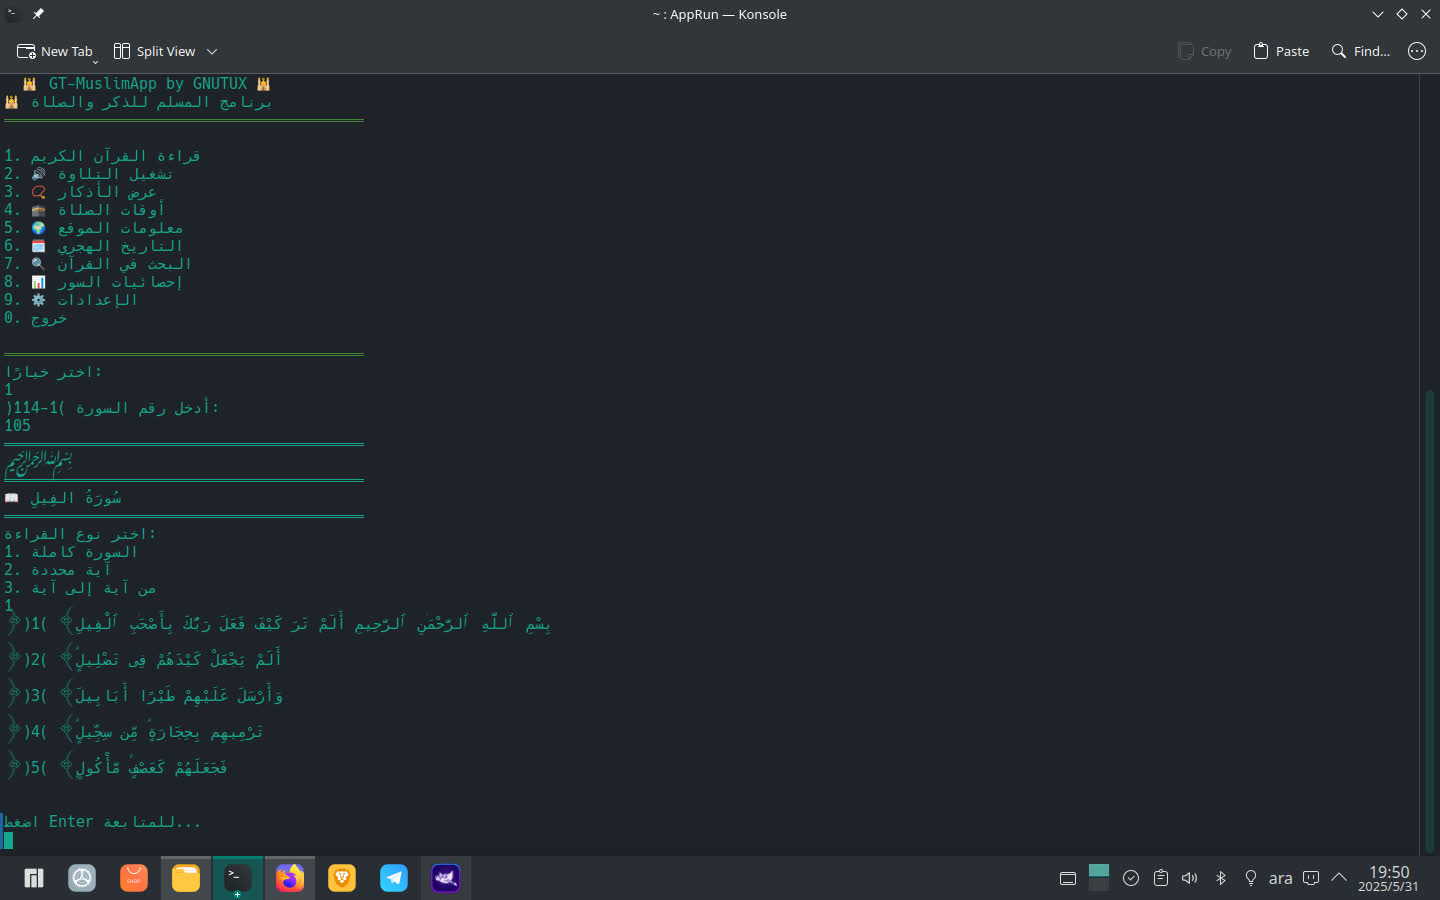 ~ : AppRun — Konsole
New Tab
Split View
Copy
Paste
Find...
🕌 GT-MuslimApp by GNUTUX 🕌
🕌 برنامج المسلم للذكر والصلاة
1. قراءة القرآن الكريم
2. 🔊 تشغيل التلاوة
3. 📿 عرض الأذكار
4. 🕋 أوقات الصلاة
5. 🌍 معلومات الموقع
6. 🗓️ التاريخ الهجري
7. 🔍 البحث في القرآن
8. 📊 إحصائيات السور
9. ⚙️ الإعدادات
0. خروج
اختر خيارًا:
1
أدخل رقم السورة (1-114):
105
﷽
📖 سُورَةُ الفِيلِ
اختر نوع القراءة:
1. السورة كاملة
2. آية محددة
3. من آية إلى آية
1
بِسْمِ ٱللَّهِ ٱلرَّحْمَٰنِ ٱلرَّحِيمِ أَلَمْ تَرَ كَيْفَ فَعَلَ رَبُّكَ بِأَصْحَٰبِ ٱلْفِيلِ ﴿(1)﴾
أَلَمْ يَجْعَلْ كَيْدَهُمْ فِى تَضْلِيلٍۢ ﴿(2)﴾
وَأَرْسَلَ عَلَيْهِمْ طَيْرًا أَبَابِيلَ ﴿(3)﴾
تَرْمِيهِم بِحِجَارَةٍۢ مِّن سِجِّيلٍۢ ﴿(4)﴾
فَجَعَلَهُمْ كَعَصْفٍۢ مَّأْكُولٍۭ ﴿(5)﴾
اضغط Enter للمتابعة...
ara
19:50
2025/5/31